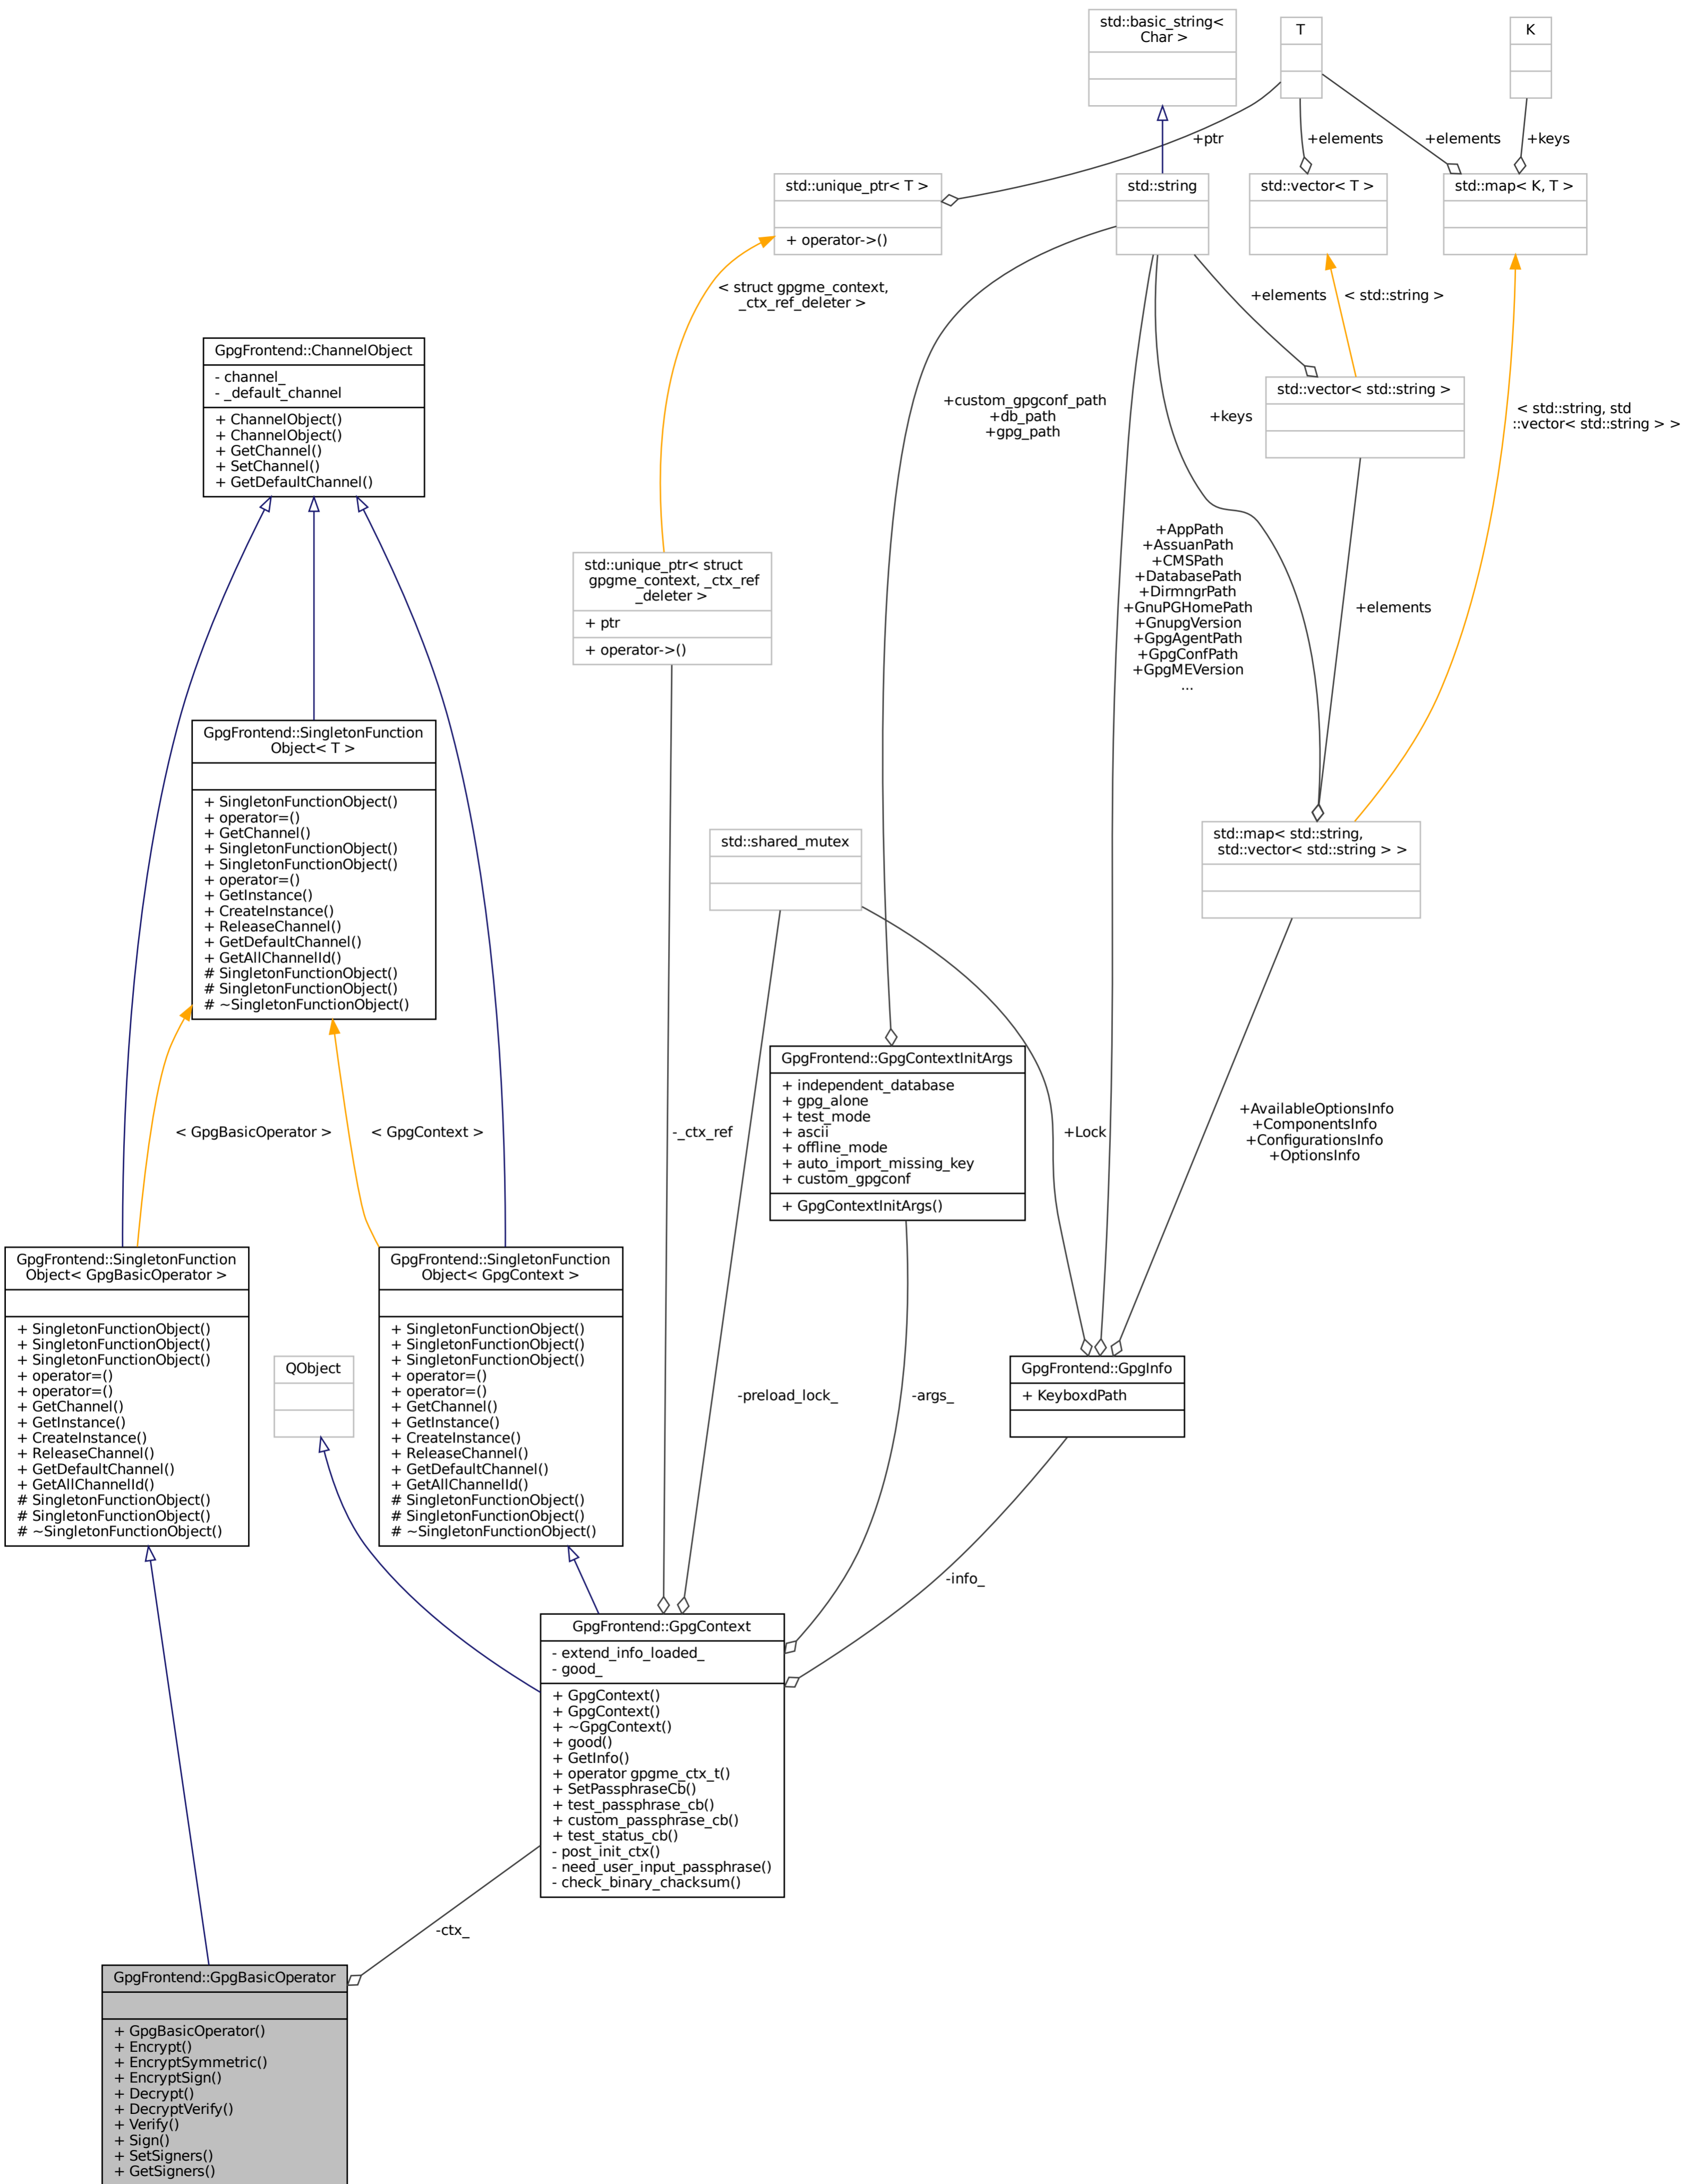 std::basic_string<
Char >
T
K
+ptr
+elements
+elements
+keys
std::unique_ptr< T >
+ operator->()
std::string
std::vector< T >
std::map< K, T >
< struct gpgme_context,
_ctx_ref_deleter >
+elements
< std::string >
GpgFrontend::ChannelObject
- channel_
- _default_channel
+ ChannelObject()
+ ChannelObject()
+ GetChannel()
+ SetChannel()
+ GetDefaultChannel()
+custom_gpgconf_path
+db_path
+gpg_path
+keys
std::vector< std::string >
< std::string, std
::vector< std::string > >
std::unique_ptr< struct
gpgme_context, _ctx_ref
_deleter >
+ ptr
+ operator->()
+AppPath
+AssuanPath
+CMSPath
+DatabasePath
+DirmngrPath
+GnuPGHomePath
+GnupgVersion
+GpgAgentPath
+GpgConfPath
+GpgMEVersion
...
+elements
GpgFrontend::SingletonFunction
Object< T >
+ SingletonFunctionObject()
+ operator=()
+ GetChannel()
+ SingletonFunctionObject()
+ SingletonFunctionObject()
+ operator=()
+ GetInstance()
+ CreateInstance()
+ ReleaseChannel()
+ GetDefaultChannel()
+ GetAllChannelId()
# SingletonFunctionObject()
# SingletonFunctionObject()
# ~SingletonFunctionObject()
std::shared_mutex
std::map< std::string,
std::vector< std::string > >
< GpgBasicOperator >
< GpgContext >
-_ctx_ref
GpgFrontend::GpgContextInitArgs
+ independent_database
+ gpg_alone
+ test_mode
+ ascii
+ offline_mode
+ auto_import_missing_key
+ custom_gpgconf
+ GpgContextInitArgs()
+Lock
+AvailableOptionsInfo
+ComponentsInfo
+ConfigurationsInfo
+OptionsInfo
GpgFrontend::SingletonFunction
Object< GpgBasicOperator >
+ SingletonFunctionObject()
+ SingletonFunctionObject()
+ SingletonFunctionObject()
+ operator=()
+ operator=()
+ GetChannel()
+ GetInstance()
+ CreateInstance()
+ ReleaseChannel()
+ GetDefaultChannel()
+ GetAllChannelId()
# SingletonFunctionObject()
# SingletonFunctionObject()
# ~SingletonFunctionObject()
QObject
GpgFrontend::SingletonFunction
Object< GpgContext >
+ SingletonFunctionObject()
+ SingletonFunctionObject()
+ SingletonFunctionObject()
+ operator=()
+ operator=()
+ GetChannel()
+ GetInstance()
+ CreateInstance()
+ ReleaseChannel()
+ GetDefaultChannel()
+ GetAllChannelId()
# SingletonFunctionObject()
# SingletonFunctionObject()
# ~SingletonFunctionObject()
-preload_lock_
-args_
GpgFrontend::GpgInfo
+ KeyboxdPath
-info_
GpgFrontend::GpgContext
- extend_info_loaded_
- good_
+ GpgContext()
+ GpgContext()
+ ~GpgContext()
+ good()
+ GetInfo()
+ operator gpgme_ctx_t()
+ SetPassphraseCb()
+ test_passphrase_cb()
+ custom_passphrase_cb()
+ test_status_cb()
- post_init_ctx()
- need_user_input_passphrase()
- check_binary_chacksum()
-ctx_
GpgFrontend::GpgBasicOperator
+ GpgBasicOperator()
+ Encrypt()
+ EncryptSymmetric()
+ EncryptSign()
+ Decrypt()
+ DecryptVerify()
+ Verify()
+ Sign()
+ SetSigners()
+ GetSigners()